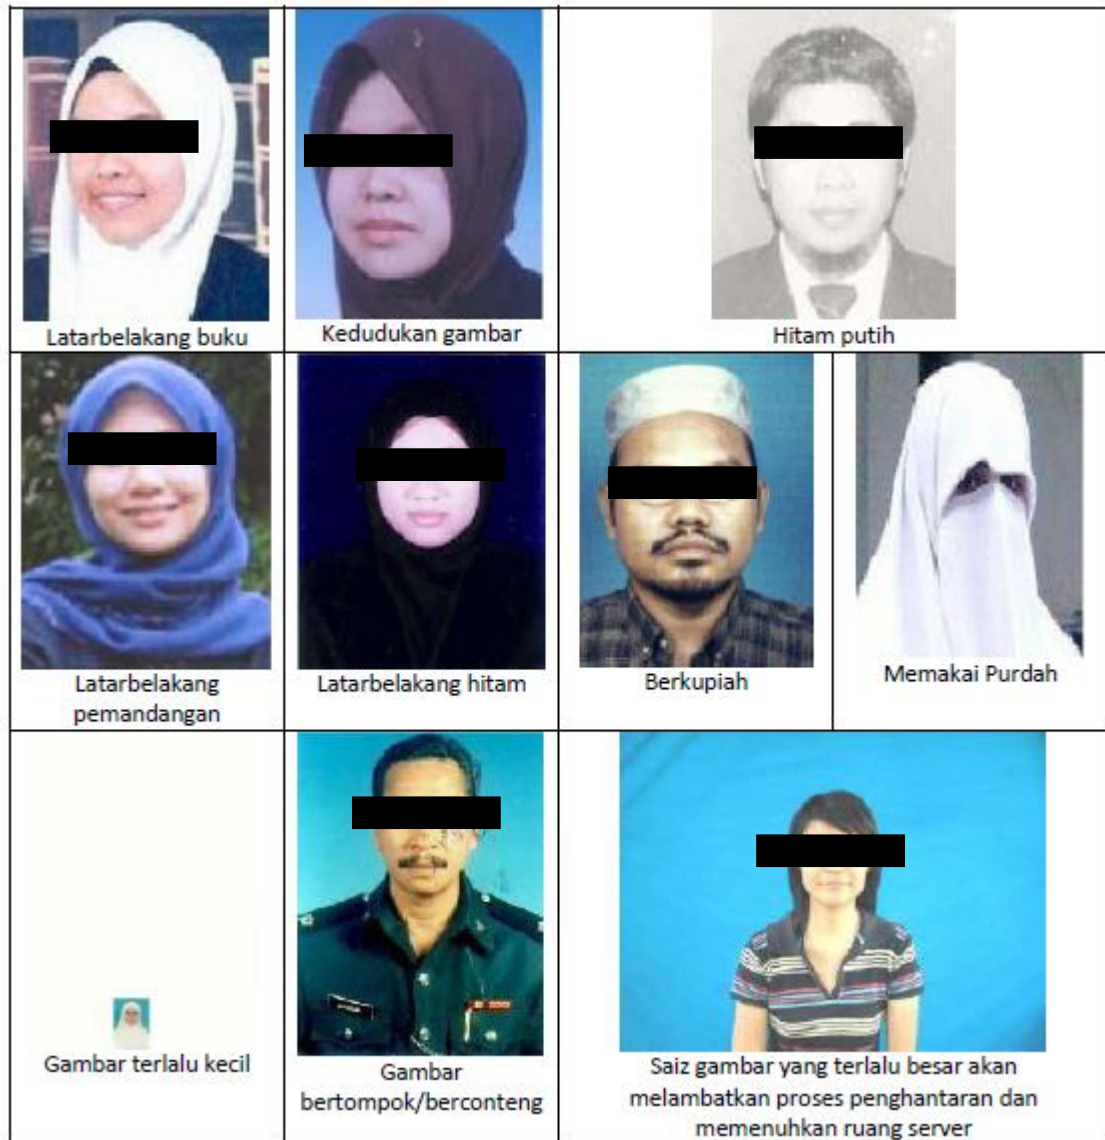 Latarbelakang buku
Kedudukan gambar
Hitam putih
Latarbelakang
pemandangan
Latarbelakang hitam
Berkupiah
Memakai Purdah
Gambar terlalu kecil
Gambar
bertompok/berconteng
Saiz gambar yang terlalu besar akan
melambatkan proses penghantaran dan
memenuhkan ruang server